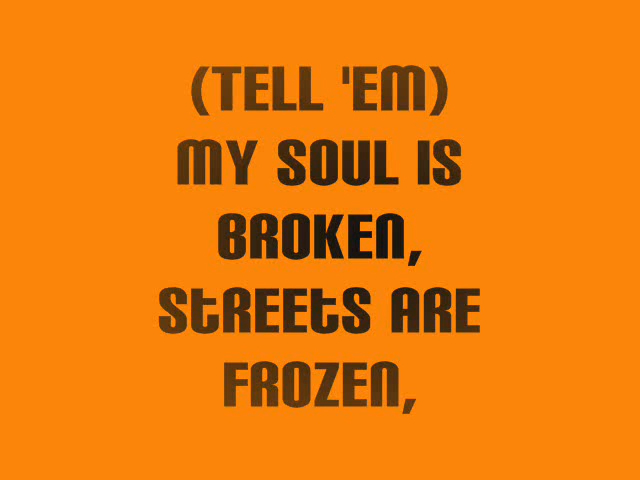 (TELL 'EM)
MY SOUL IS
BROKEN,
STREETS ARE
FROZEN,